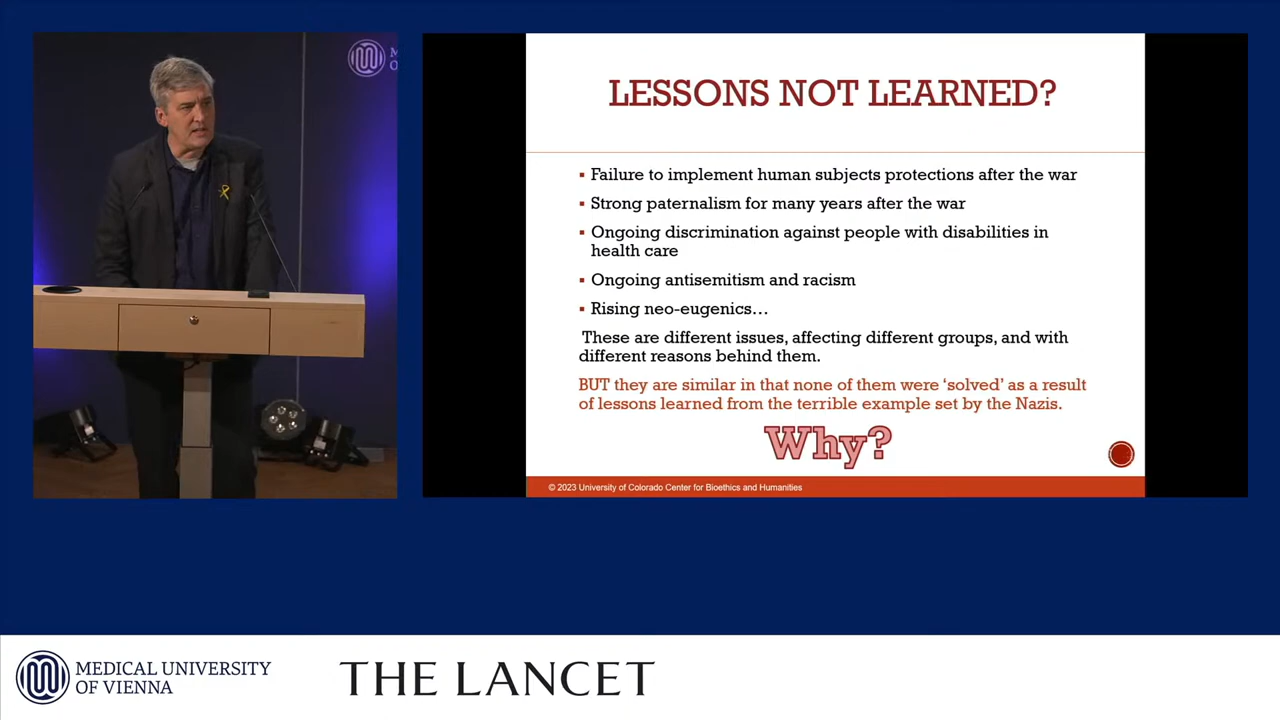 MEDICAL UNIVERSITY
OF VIENNA
LESSONS NOT LEARNED?
▪ Failure to implement human subjects protections after the war
▪ Strong paternalism for many years after the war
▪ Ongoing discrimination against people with disabilities in
health care
▪ Ongoing antisemitism and racism
▪ Rising neo-eugenics…
These are different issues, affecting different groups, and with
different reasons behind them.
BUT they are similar in that none of them were ‘solved’ as a result
of lessons learned from the terrible example set by the Nazis.
Why?
© 2023 University of Colorado Center for Bioethics and Humanities
THE LANCET